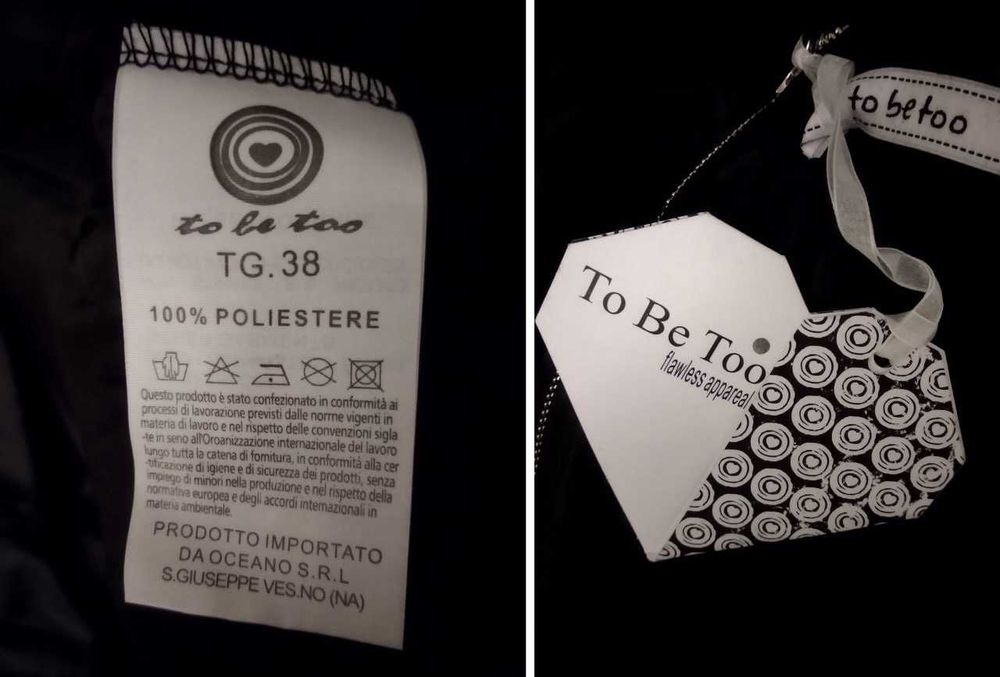 to be too
TG. 38
100% POLIESTERE
Questo prodotto è stato confezionato in conformità ai
processi di lavorazione previsti dalle norme vigenti in
materia di lavoro e nel rispetto delle convenzioni sigla
-te in seno all'Oroanizzazione internazionale del lavoro
lungo tutta la catena di fornitura, in conformità alla cer
-tificazione di igiene e di sicurezza dei prodotti, senza
impiego di minori nella produzione e nel rispetto della
normativa europea e degli accordi internazionali in
materia ambientale.
PRODOTTO IMPORTATO
DA OCEANO S.R.L
S.GIUSEPPE VES.NO (NA)
to be too
To Be Too
flawless appareal